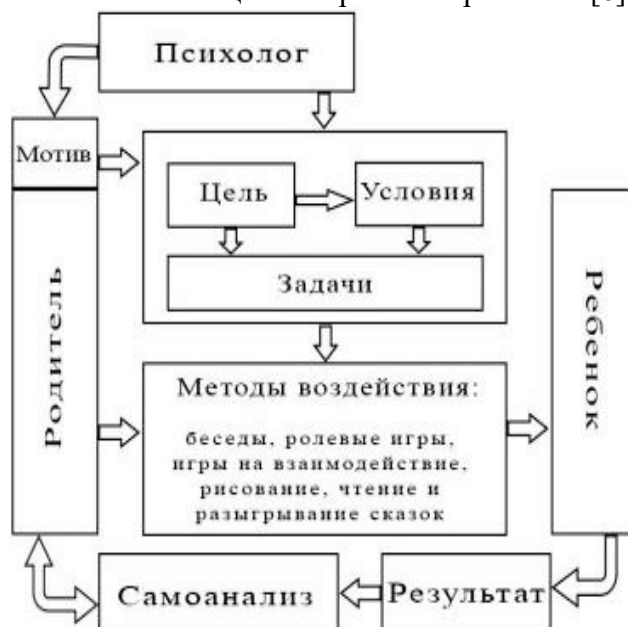 Психолог
Мотив
Цель
Условия
Задачи
Родитель
Ребенок
Методы воздействия:
беседы, ролевые игры,
игры на взаимодействие,
рисование, чтение и
разыгрывание сказок
Самоанализ
Результат